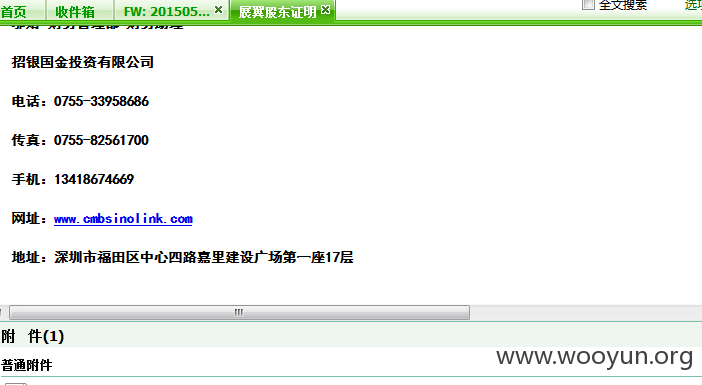 首页 收件箱 FW: 201505... 展翼股东证明 全文搜索
招银国金投资有限公司
电话：0755-33958686
传真：0755-82561700
手机：13418674669
网址：www.cmbsinolink.com
地址：深圳市福田区中心四路嘉里建设广场第一座17层
附 件(1)
www.wooyun.org
普通附件